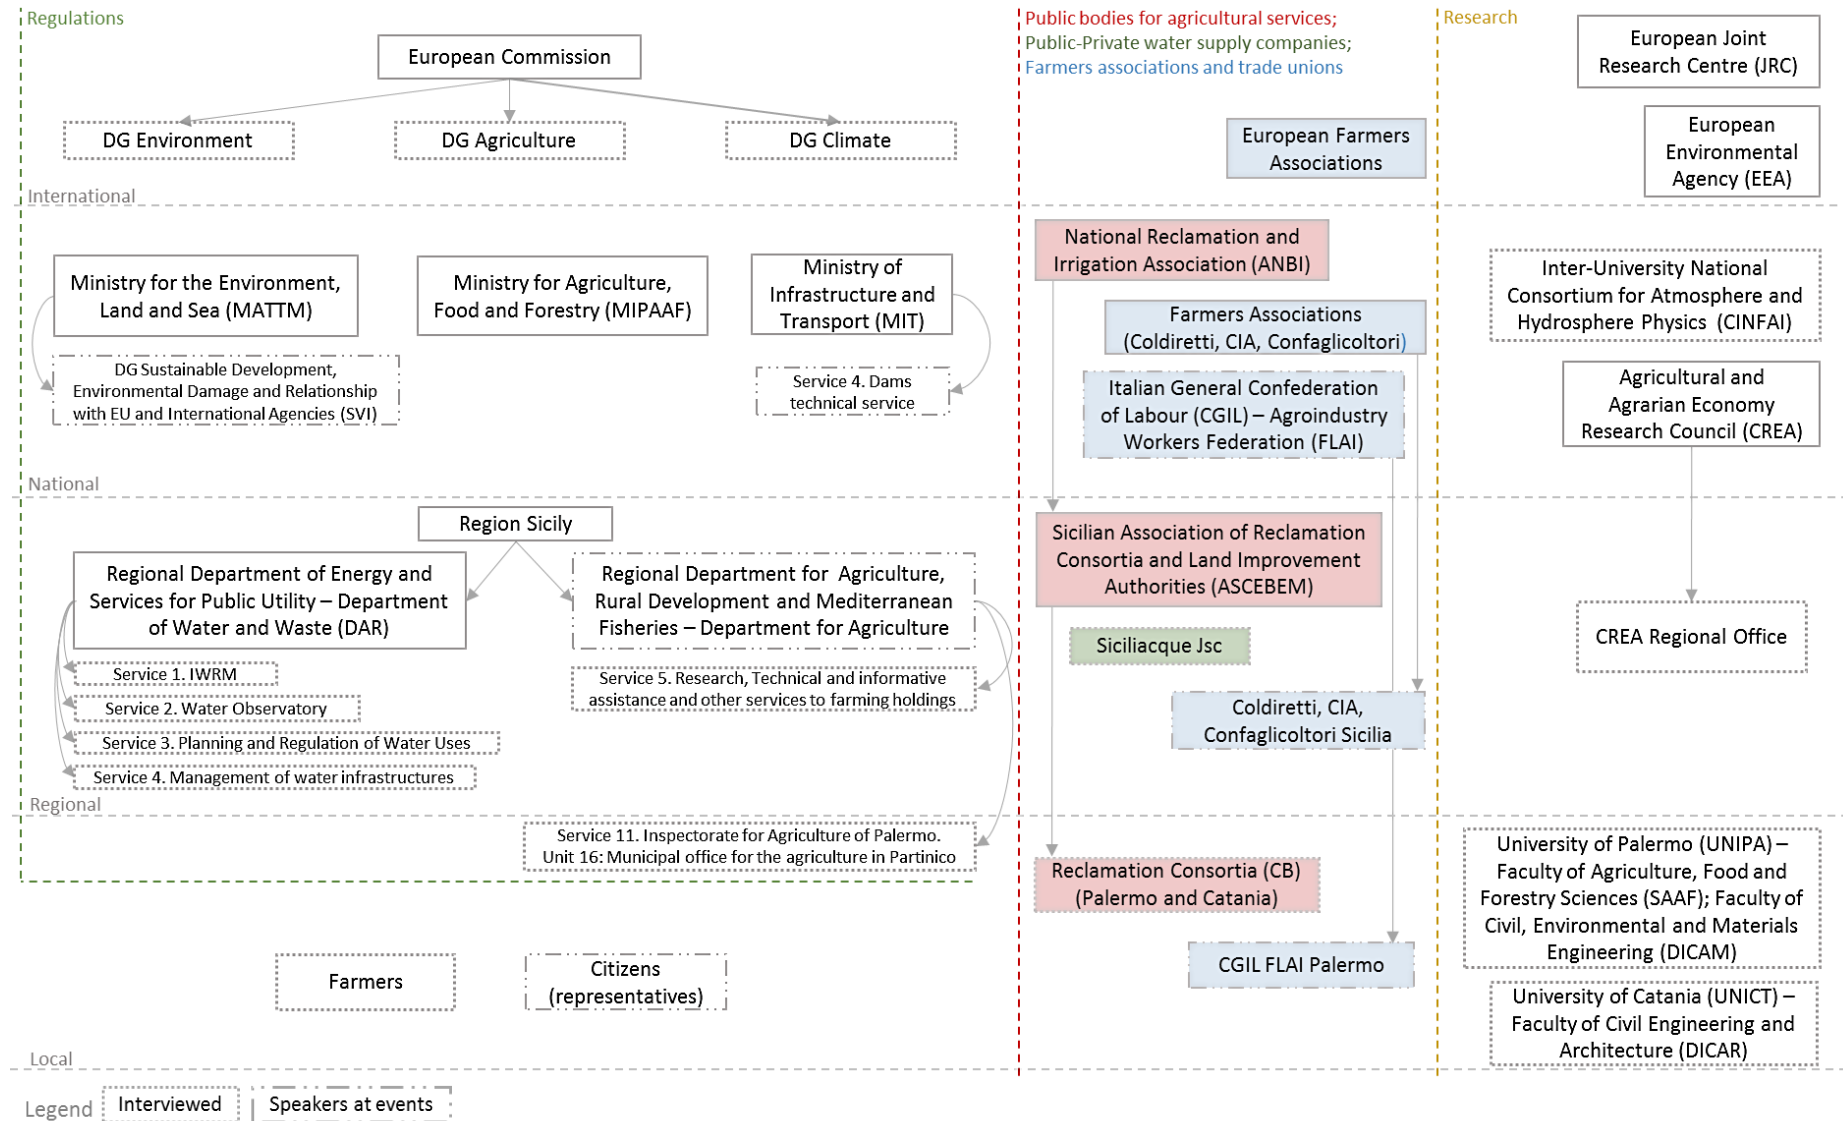 Regulations
European Commission
DG Environment
DG Agriculture
DG Climate
International
Public bodies for agricultural services;
Public-Private water supply companies;
Farmers associations and trade unions
European Farmers
Associations
Research
European Joint
Research Centre (JRC)
European
Environmental
Agency (EEA)
Ministry for the Environment,
Land and Sea (MATTM)
Ministry for Agriculture,
Food and Forestry (MIPAAF)
Ministry of
Infrastructure and
Transport (MIT)
DG Sustainable Development,
Environmental Damage and Relationship
with EU and International Agencies (SVI)
Service 4. Dams
technical service
National
National Reclamation and
Irrigation Association (ANBI)
Farmers Associations
(Coldiretti, CIA, Confaglicoltori)
Italian General Confederation
of Labour (CGIL) – Agroindustry
Workers Federation (FLAI)
Inter-University National
Consortium for Atmosphere and
Hydrosphere Physics (CINFAI)
Agricultural and
Agrarian Economy
Research Council (CREA)
Region Sicily
Regional Department of Energy and
Services for Public Utility – Department
of Water and Waste (DAR)
Regional Department for Agriculture,
Rural Development and Mediterranean
Fisheries – Department for Agriculture
Service 1. IWRM
Service 2. Water Observatory
Service 3. Planning and Regulation of Water Uses
Service 4. Management of water infrastructures
Service 5. Research, Technical and informative
assistance and other services to farming holdings
Regional
Sicilian Association of Reclamation
Consortia and Land Improvement
Authorities (ASCEBEM)
Siciliacque Jsc
Coldiretti, CIA,
Confaglicoltori Sicilia
CREA Regional Office
Service 11. Inspectorate for Agriculture of Palermo.
Unit 16: Municipal office for the agriculture in Partinico
Farmers
Citizens
(representatives)
Local
Reclamation Consortia (CB)
(Palermo and Catania)
CGIL FLAI Palermo
University of Palermo (UNIPA) –
Faculty of Agriculture, Food and
Forestry Sciences (SAAF); Faculty of
Civil, Environmental and Materials
Engineering (DICAM)
University of Catania (UNICT) –
Faculty of Civil Engineering and
Architecture (DICAR)
Legend
Interviewed
Speakers at events